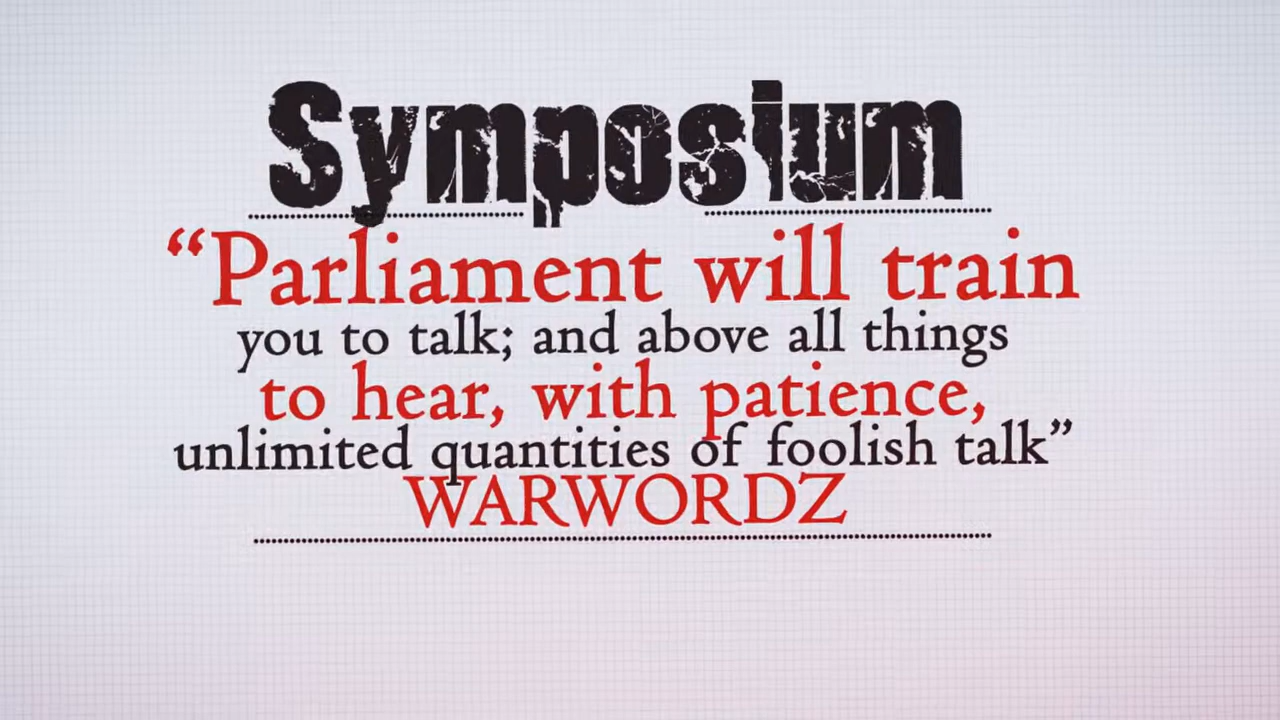 Symposium
“Parliament will train
you to talk; and above all things
to hear, with patience,
unlimited quantities of foolish talk”
WARWORDZ